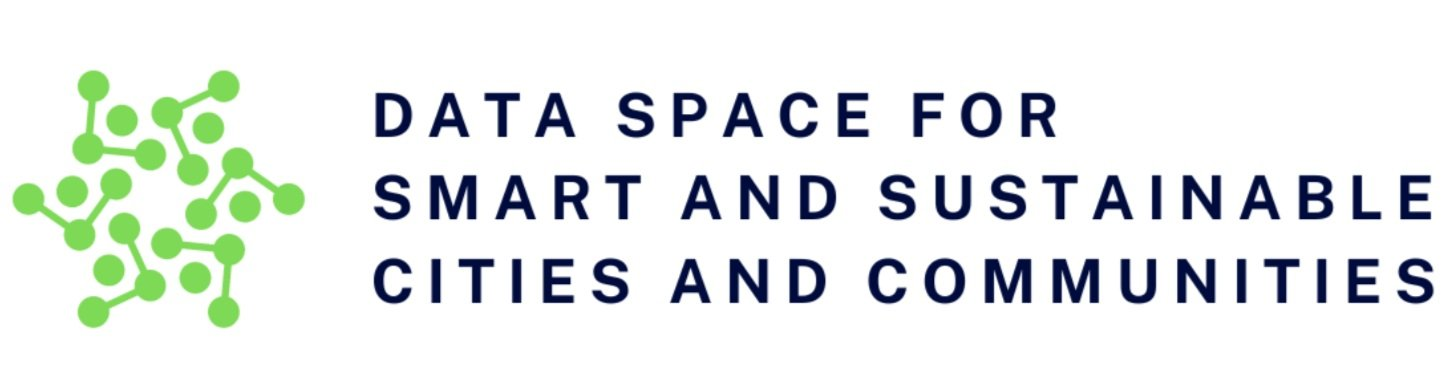 DATA SPACE FOR
SMART AND SUSTAINABLE
CITIES AND COMMUNITIES